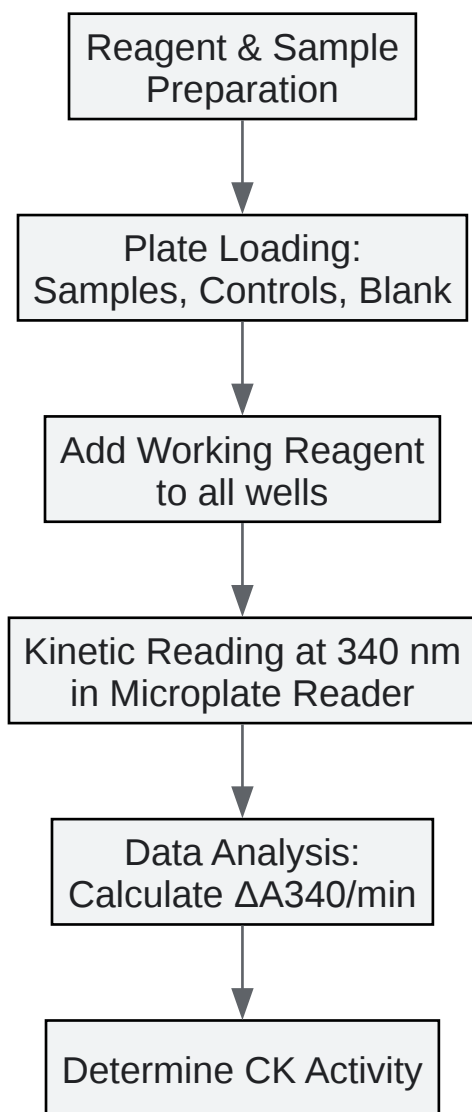 Reagent & Sample
Preparation
Plate Loading:
Samples, Controls, Blank
Add Working Reagent
to all wells
Kinetic Reading at 340 nm
in Microplate Reader
Data Analysis:
Calculate ΔA340/min
Determine CK Activity